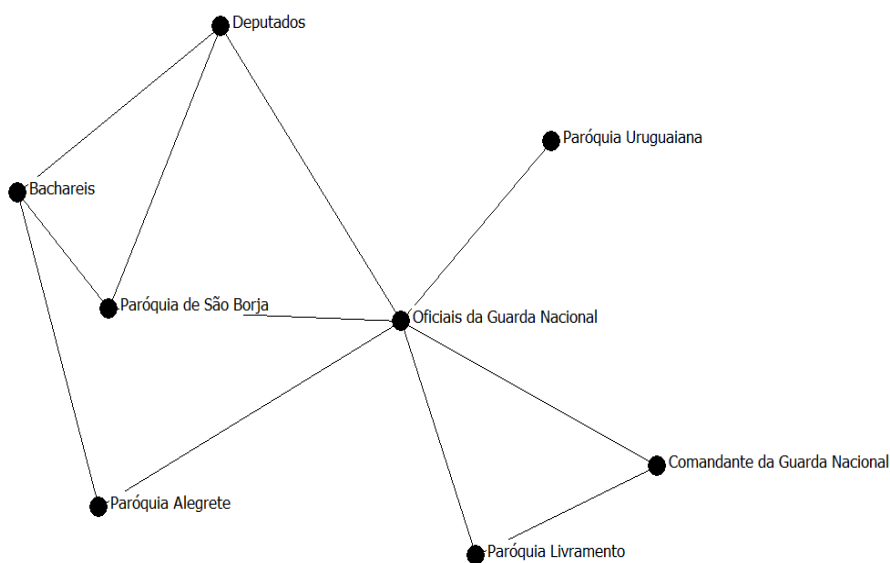 Deputados
Paróquia Uruguaiana
Bachareis
Paróquia de São Borja
Oficiais da Guarda Nacional
Comandante da Guarda Nacional
Paróquia Alegrete
Paróquia Livramento